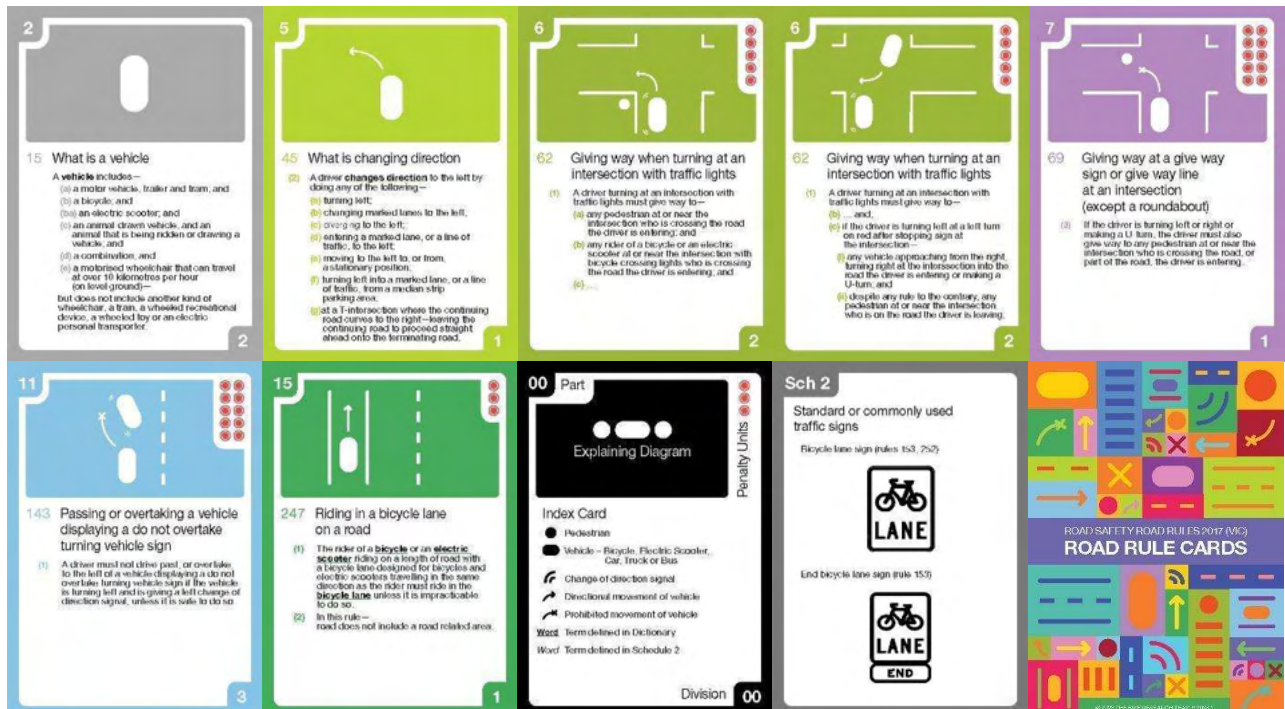 2
15 What is a vehicle
A vehicle includes—
(a) a motor vehicle, trailer and tram; and
(b) a bicycle; and
(ba) an electric scooter; and
(c) an animal drawn vehicle, and an
animal that is being ridden or drawing a
vehicle; and
(d) a combination; and
(e) a motorised wheelchair that can travel
at over 10 kilometres per hour
(on level ground)—
but does not include another kind of
wheelchair, a train, a wheeled recreational
device, a wheeled toy or an electric
personal transporter.
2
5
45 What is changing direction
(2) A driver changes direction to the left by
doing any of the following—
(a) turning left;
(b) changing marked lanes to the left;
(c) diverging to the left;
(d) entering a marked lane, or a line of
traffic, to the left;
(e) moving to the left to, or from,
a stationary position;
(f) turning left into a marked lane, or a line
of traffic, from a median strip
parking area;
(g) at a T-intersection where the continuing
road curves to the right—leaving the
continuing road to proceed straight
ahead onto the terminating road.
1
6
62 Giving way when turning at an
intersection with traffic lights
(1) A driver turning at an intersection with
traffic lights must give way to—
(a) any pedestrian at or near the
intersection who is crossing the road
the driver is entering; and
(b) any rider of a bicycle or an electric
scooter at or near the intersection with
bicycle crossing lights who is crossing
the road the driver is entering; and
(c) ...
2
6
62 Giving way when turning at an
intersection with traffic lights
(1) A driver turning at an intersection with
traffic lights must give way to—
(b) ... and;
(c) if the driver is turning left at a left turn
on red after stopping sign at
the intersection—
(i) any vehicle approaching from the right,
turning right at the intersection into the
road the driver is entering or making a
U-turn; and
(ii) despite any rule to the contrary, any
pedestrian at or near the intersection
who is on the road the driver is leaving.
2
7
69 Giving way at a give way
sign or give way line
at an intersection
(except a roundabout)
(3) If the driver is turning left or right or
making a U turn, the driver must also
give way to any pedestrian at or near the
intersection who is crossing the road, or
part of the road, the driver is entering.
1
11
143 Passing or overtaking a vehicle
displaying a do not overtake
turning vehicle sign
(1) A driver must not drive past, or overtake
to the left of a vehicle displaying a do not
overtake turning vehicle sign if the vehicle
is turning left and is giving a left change of
direction signal, unless it is safe to do so.
3
15
247 Riding in a bicycle lane
on a road
(1) The rider of a bicycle or an electric
scooter riding on a length of road with
a bicycle lane designed for bicycles and
electric scooters travelling in the same
direction as the rider must ride in the
bicycle lane unless it is impracticable
to do so.
(2) In this rule—
road does not include a road related area.
1
00 Part
Penalty Units
Explaining Diagram
Index Card
Pedestrian
Vehicle – Bicycle, Electric Scooter,
Car, Truck or Bus
Change of direction signal
Directional movement of vehicle
Prohibited movement of vehicle
Word Term defined in Dictionary
Word Term defined in Schedule 2
Division 00
Sch 2
Standard or commonly used
traffic signs
Bicycle lane sign (rules 153, 252)
LANE
End bicycle lane sign (rule 153)
LANE
END
ROAD SAFETY ROAD RULES 2017 (VIC)
ROAD RULE CARDS